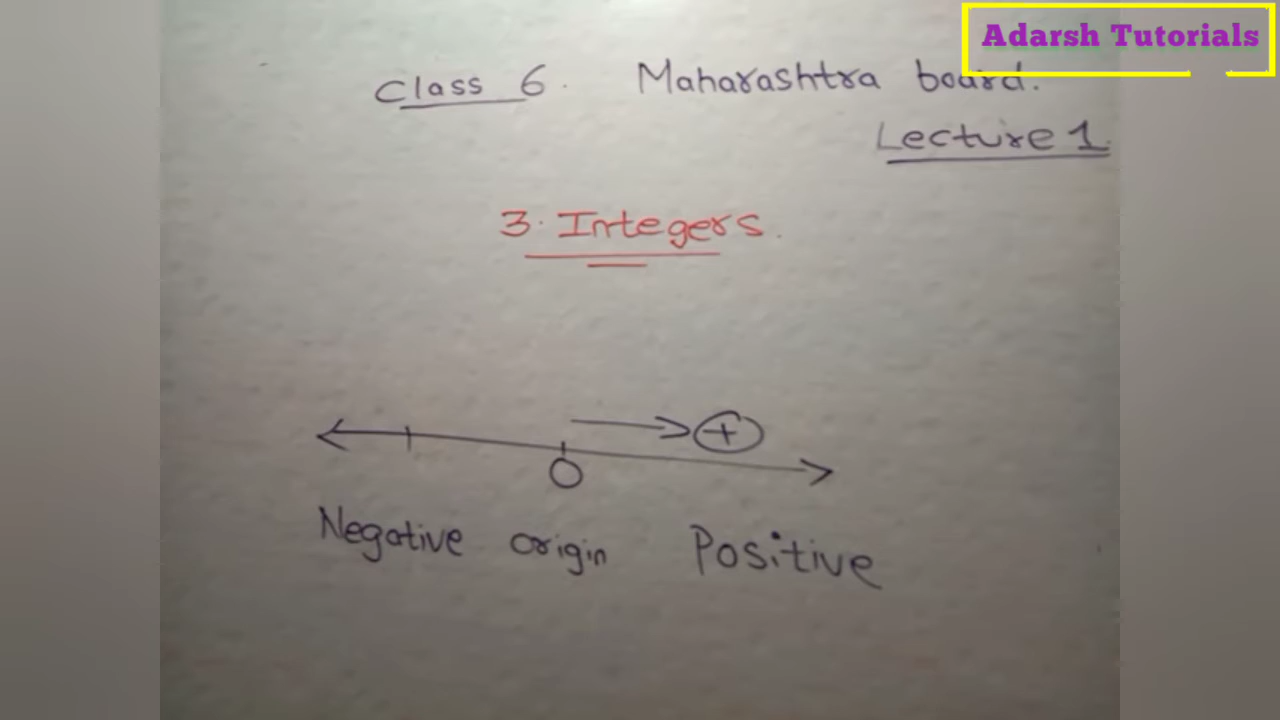 Adarsh Tutorials
Class 6. Maharashtra board.
Lecture 1.
3. Integers.
+
0
Negative origin Positive